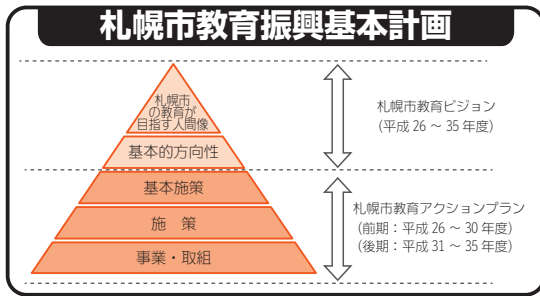 札幌市教育振興基本計画
札幌市
の教育が
目指す人間像
基本的方向性
基本施策
施 策
事業・取組
札幌市教育ビジョン
(平成 26 ~ 35 年度)
札幌市教育アクションプラン
(前期:平成 26 ~ 30 年度)
(後期:平成 31 ~ 35 年度)